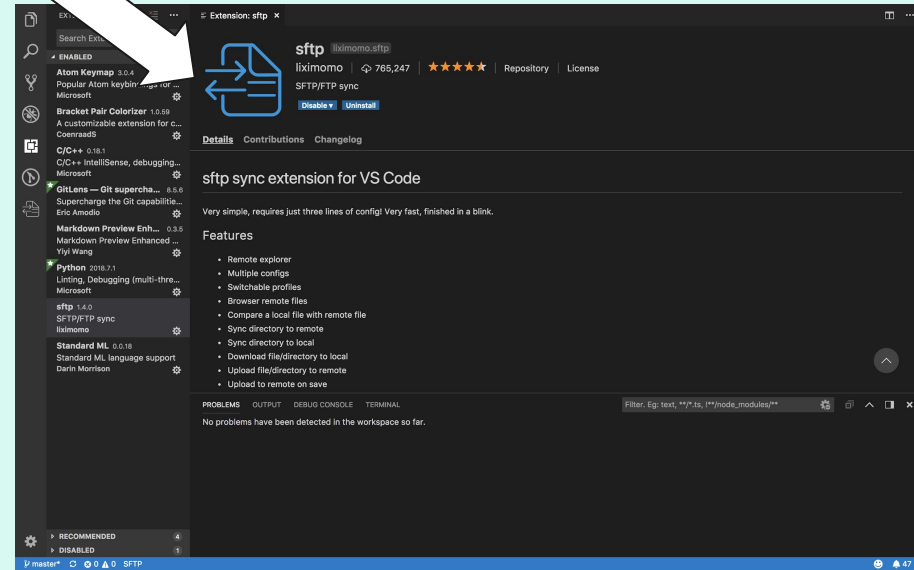 EXT
Extension: sftp
Search Ext
ENABLED
Atom Keymap 3.0.4
Popular Atom keybin for ...
Microsoft
Bracket Pair Colorizer 1.0.59
A customizable extension for c...
CoenraadS
C/C++ 0.18.1
C/C++ IntelliSense, debugging...
Microsoft
GitLens — Git supercha... 8.5.6
Supercharge the Git capabilitie...
Eric Amodio
Markdown Preview Enh... 0.3.5
Markdown Preview Enhanced ...
Yiyi Wang
Python 2018.7.1
Linting, Debugging (multi-thre...
Microsoft
sftp 1.4.0
SFTP/FTP sync
liximomo
Standard ML 0.0.18
Standard ML language support
Darin Morrison
RECOMMENDED 4
DISABLED 1
sftp liximomo.sftp
liximomo 765,247 Repository License
SFTP/FTP sync
Disable Uninstall
Details Contributions Changelog
sftp sync extension for VS Code
Very simple, requires just three lines of config! Very fast, finished in a blink.
Features
• Remote explorer
• Multiple configs
• Switchable profiles
• Browser remote files
• Compare a local file with remote file
• Sync directory to remote
• Sync directory to local
• Download file/directory to local
• Upload file/directory to remote
• Upload to remote on save
PROBLEMS OUTPUT DEBUG CONSOLE TERMINAL
Filter. Eg: text, **/*.ts, !**/node_modules/**
No problems have been detected in the workspace so far.
master* 0 0 SFTP
47